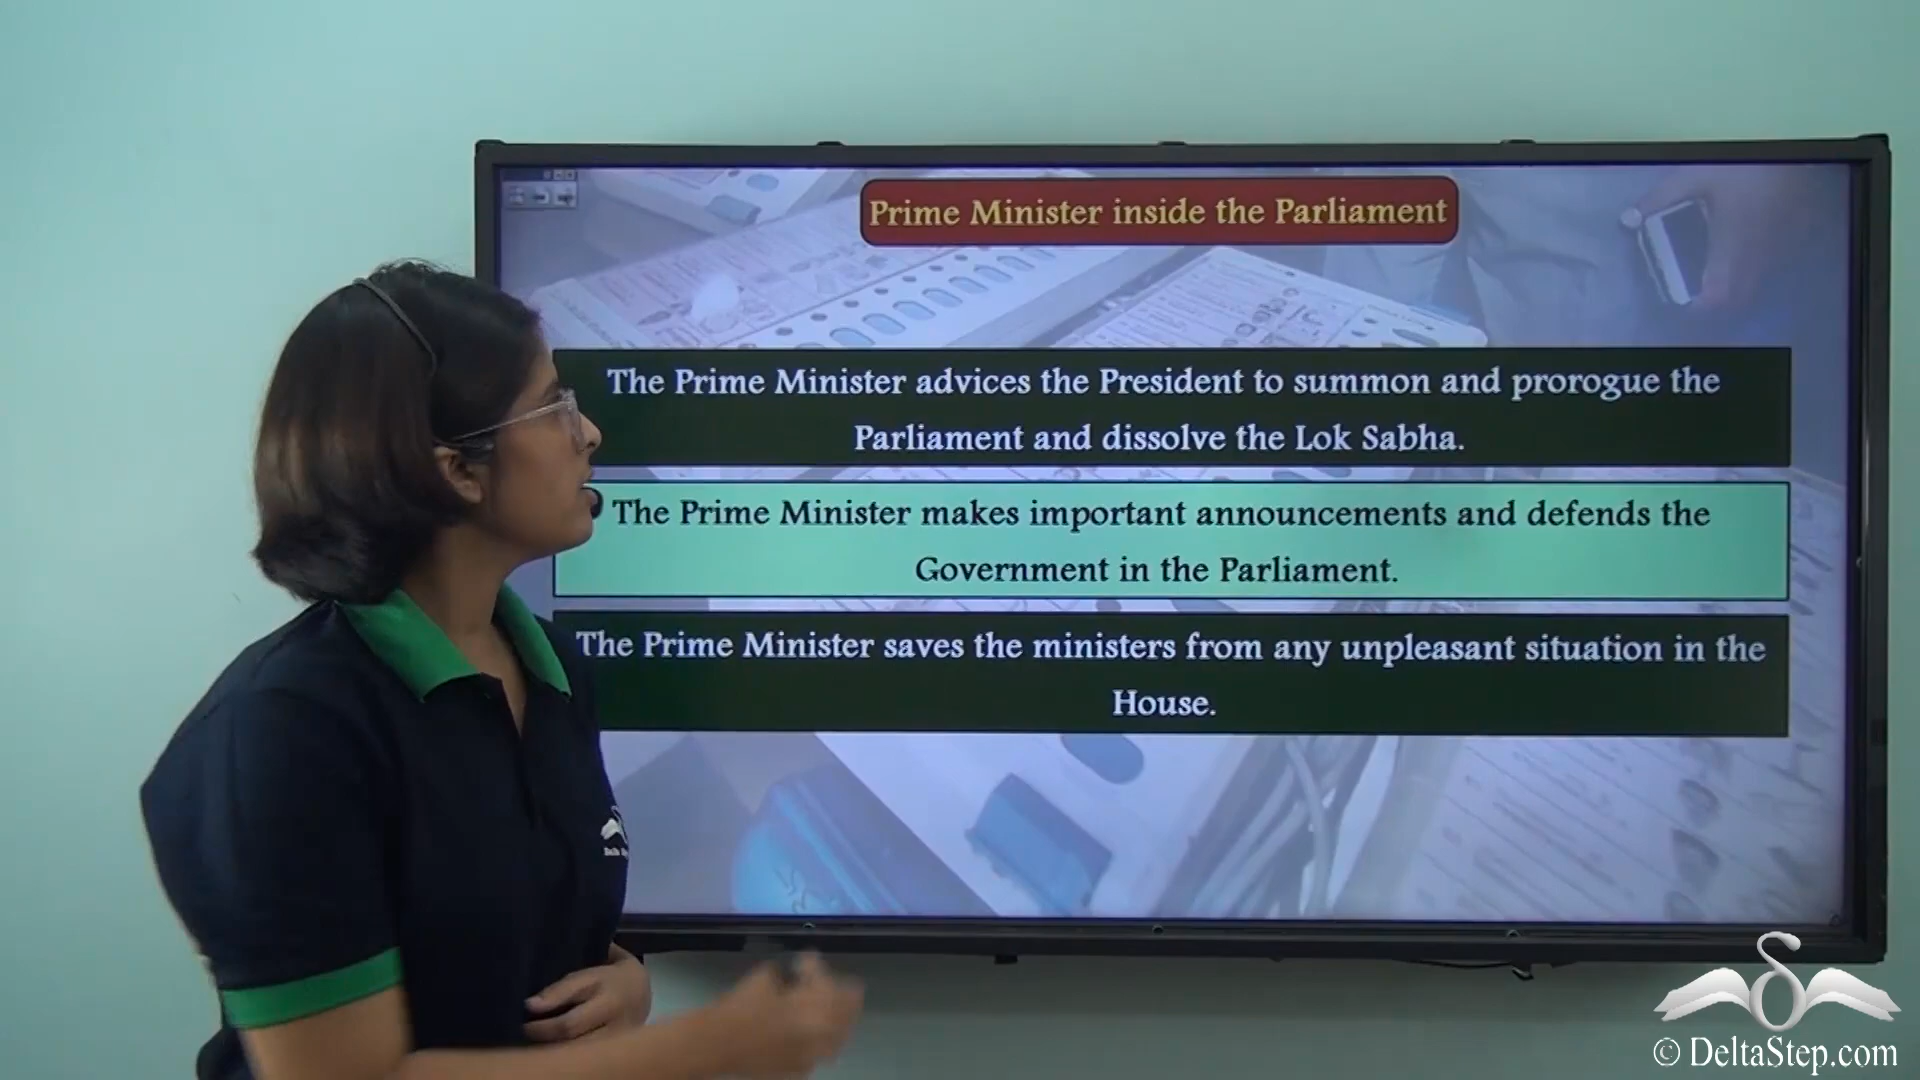 Prime Minister inside the Parliament
The Prime Minister advices the President to summon and prorogue the
Parliament and dissolve the Lok Sabha.
The Prime Minister makes important announcements and defends the
Government in the Parliament.
The Prime Minister saves the ministers from any unpleasant situation in the
House.
© DeltaStep.com